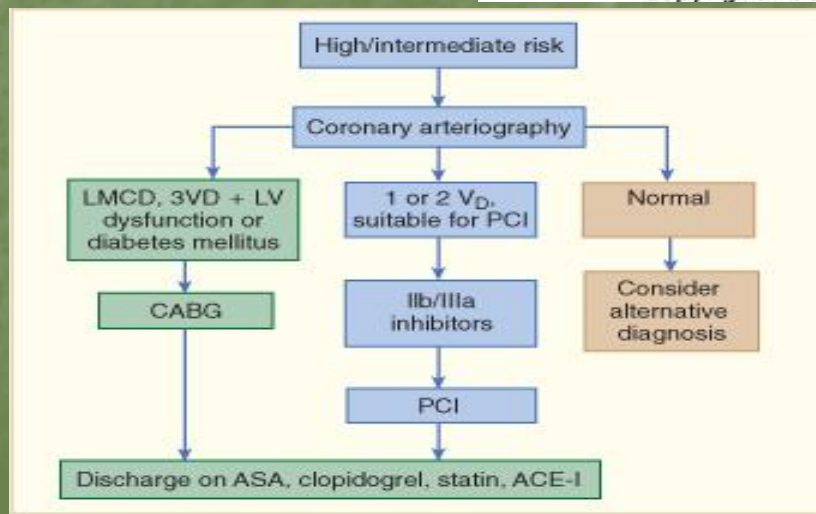 High/intermediate risk
Coronary arteriography
LMCD, 3VD + LV
dysfunction or
diabetes mellitus
1 or 2 VD,
suitable for PCI
Normal
CABG
IIb/IIIa
inhibitors
Consider
alternative
diagnosis
PCI
Discharge on ASA, clopidogrel, statin, ACE-I